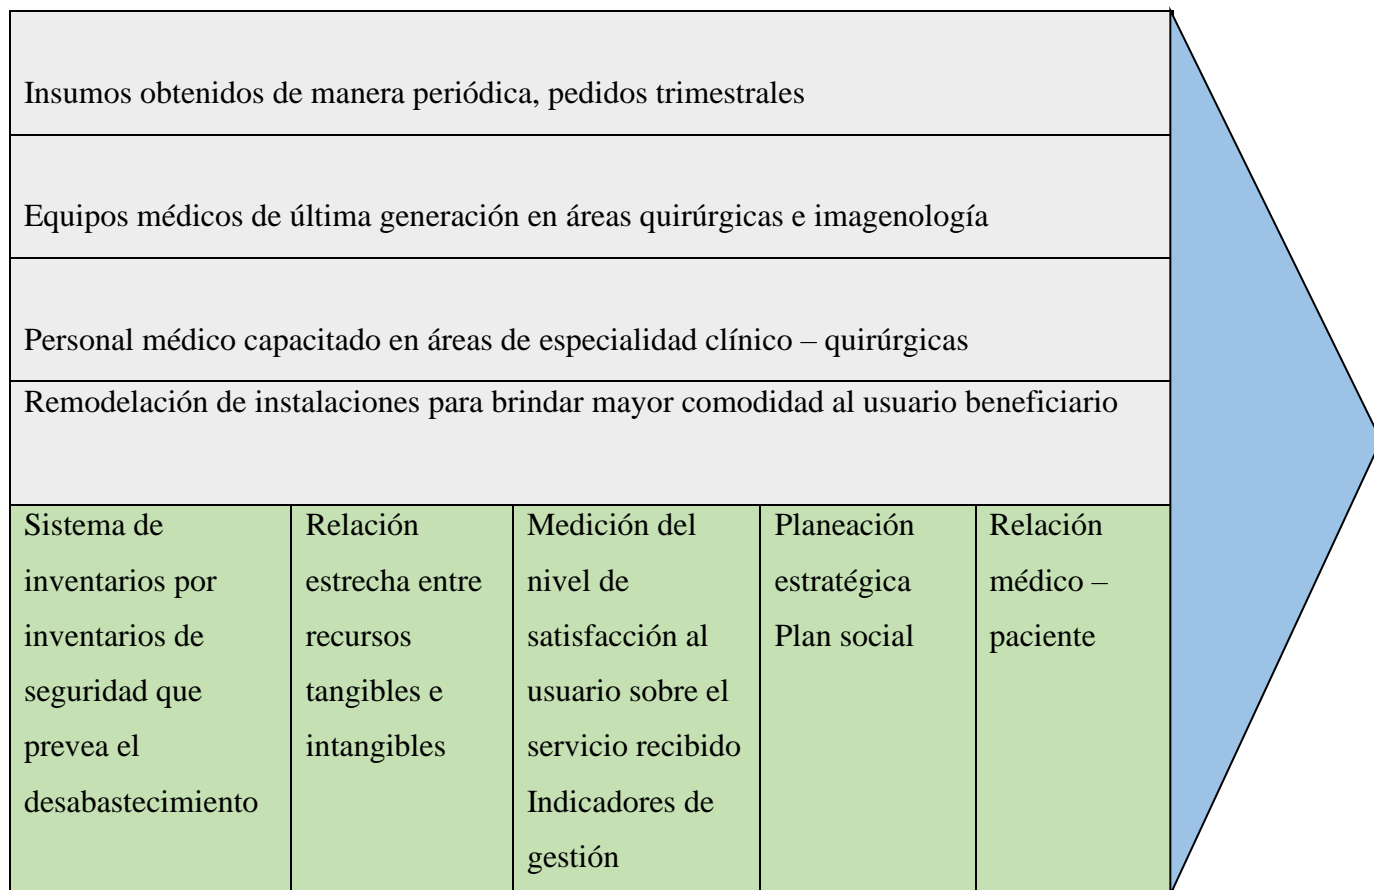 Insumos obtenidos de manera periódica, pedidos trimestrales
Equipos médicos de última generación en áreas quirúrgicas e imagenología
Personal médico capacitado en áreas de especialidad clínico – quirúrgicas
Remodelación de instalaciones para brindar mayor comodidad al usuario beneficiario
Sistema de
inventarios por
inventarios de
seguridad que
prevea el
desabastecimiento
Relación
estrecha entre
recursos
tangibles e
intangibles
Medición del
nivel de
satisfacción al
usuario sobre el
servicio recibido
Indicadores de
gestión
Planeación
estratégica
Plan social
Relación
médico –
paciente